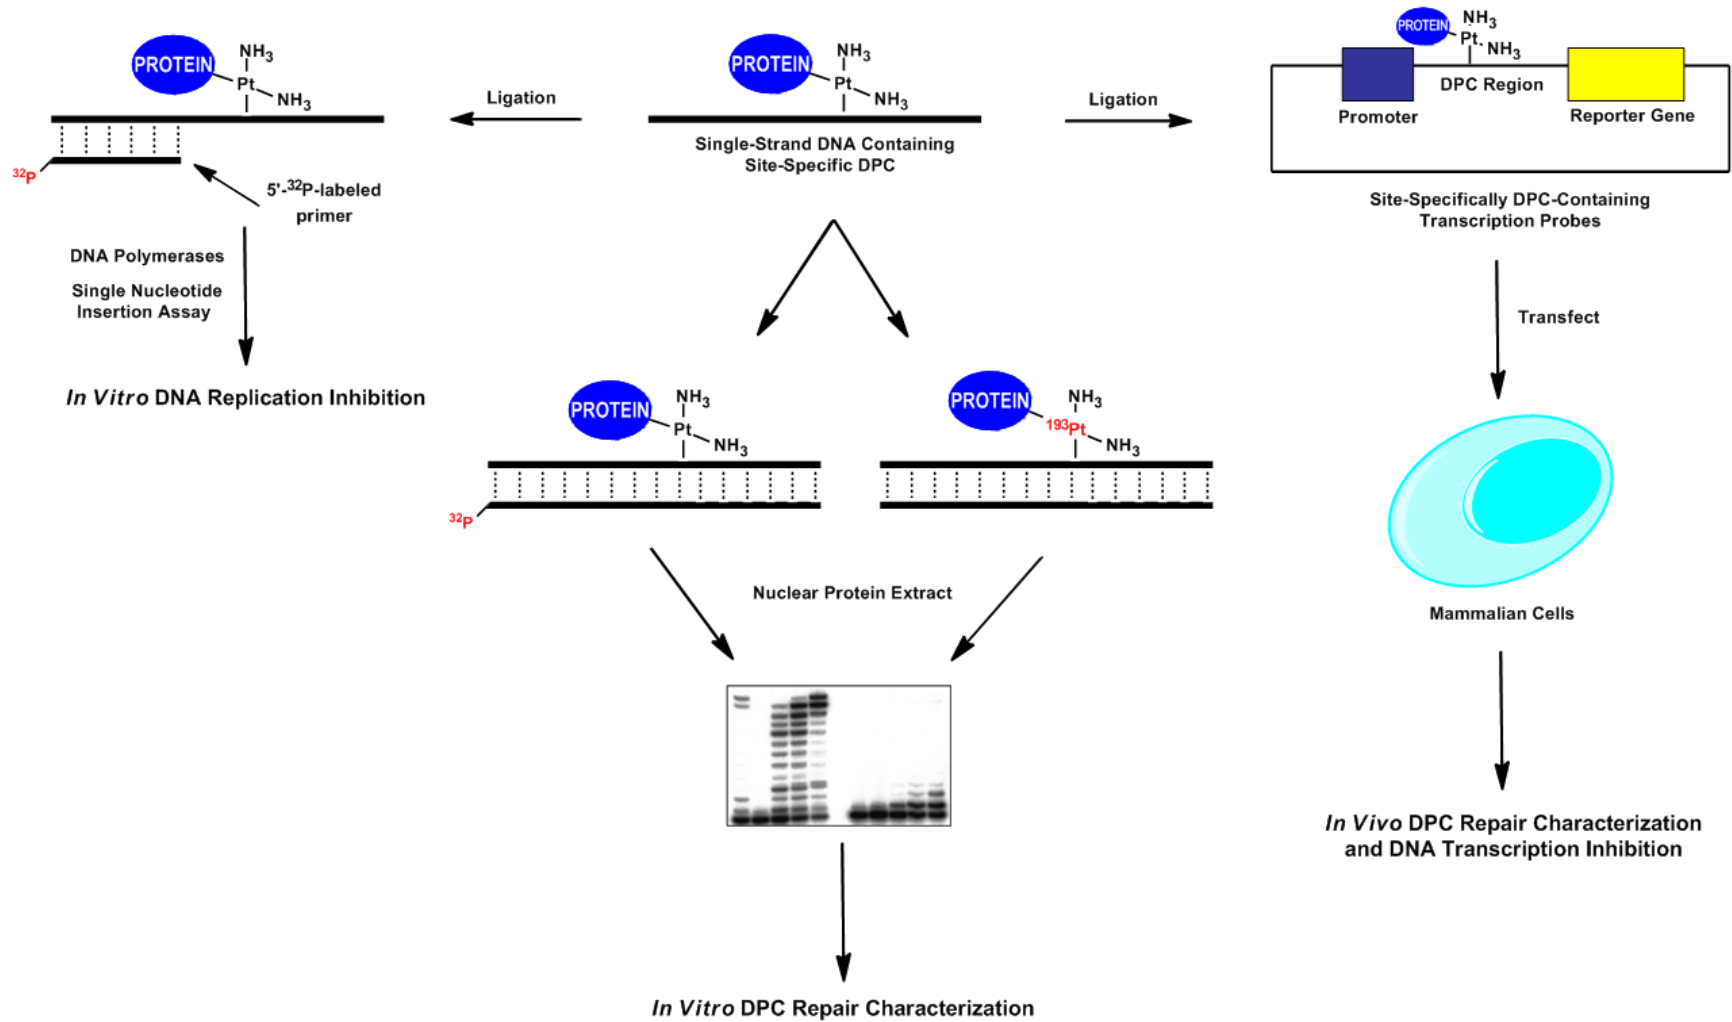 PROTEIN
NH3
Pt
NH3
32P
5'-32P-labeled
primer
DNA Polymerases
Single Nucleotide
Insertion Assay
In Vitro DNA Replication Inhibition
Ligation
PROTEIN
NH3
Pt
NH3
Single-Strand DNA Containing
Site-Specific DPC
Ligation
PROTEIN
NH3
Pt
NH3
DPC Region
Promoter
Reporter Gene
Site-Specifically DPC-Containing
Transcription Probes
Transfect
Mammalian Cells
In Vivo DPC Repair Characterization
and DNA Transcription Inhibition
PROTEIN
NH3
Pt
NH3
32P
PROTEIN
NH3
193Pt
NH3
Nuclear Protein Extract
In Vitro DPC Repair Characterization